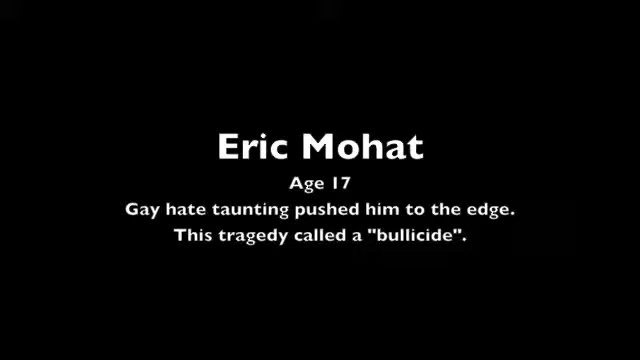 Eric Mohat
Age 17
Gay hate taunting pushed him to the edge.
This tragedy called a "bullicide".